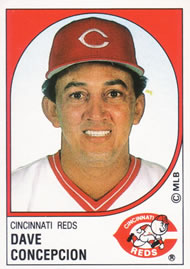 C
© MLB
CINCINNATI REDS
DAVE
CONCEPCION
CINCINNATI
REDS
®